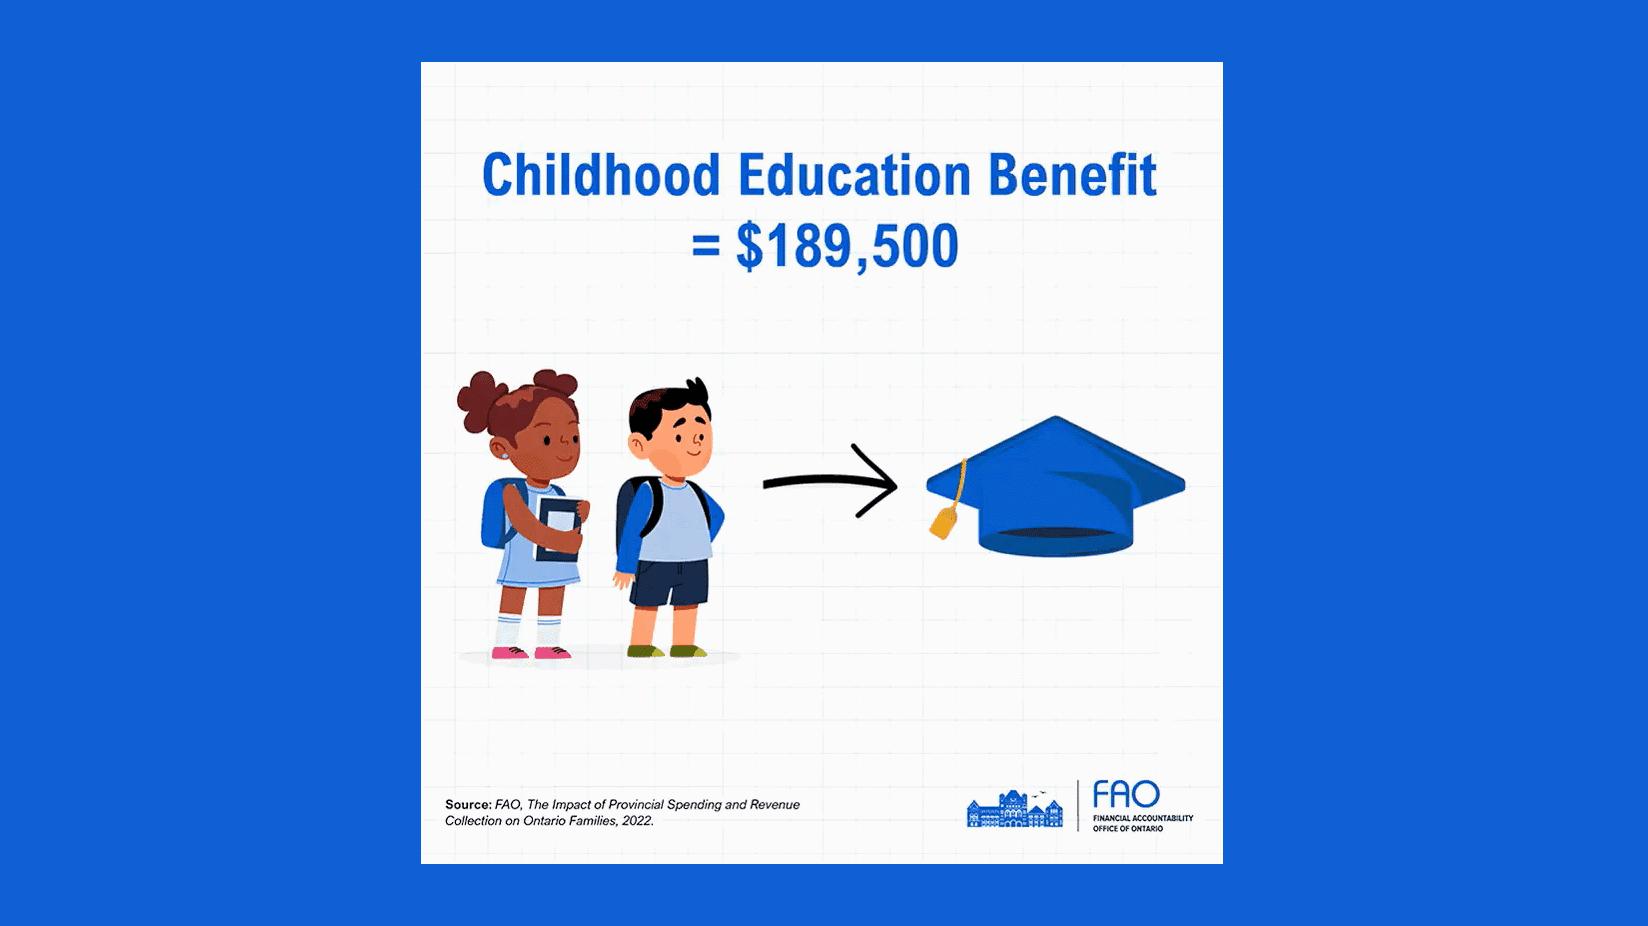 Childhood Education Benefit
= $189,500
Source: FAO, The Impact of Provincial Spending and Revenue
Collection on Ontario Families, 2022.
FAO
FINANCIAL ACCOUNTABILITY
OFFICE OF ONTARIO